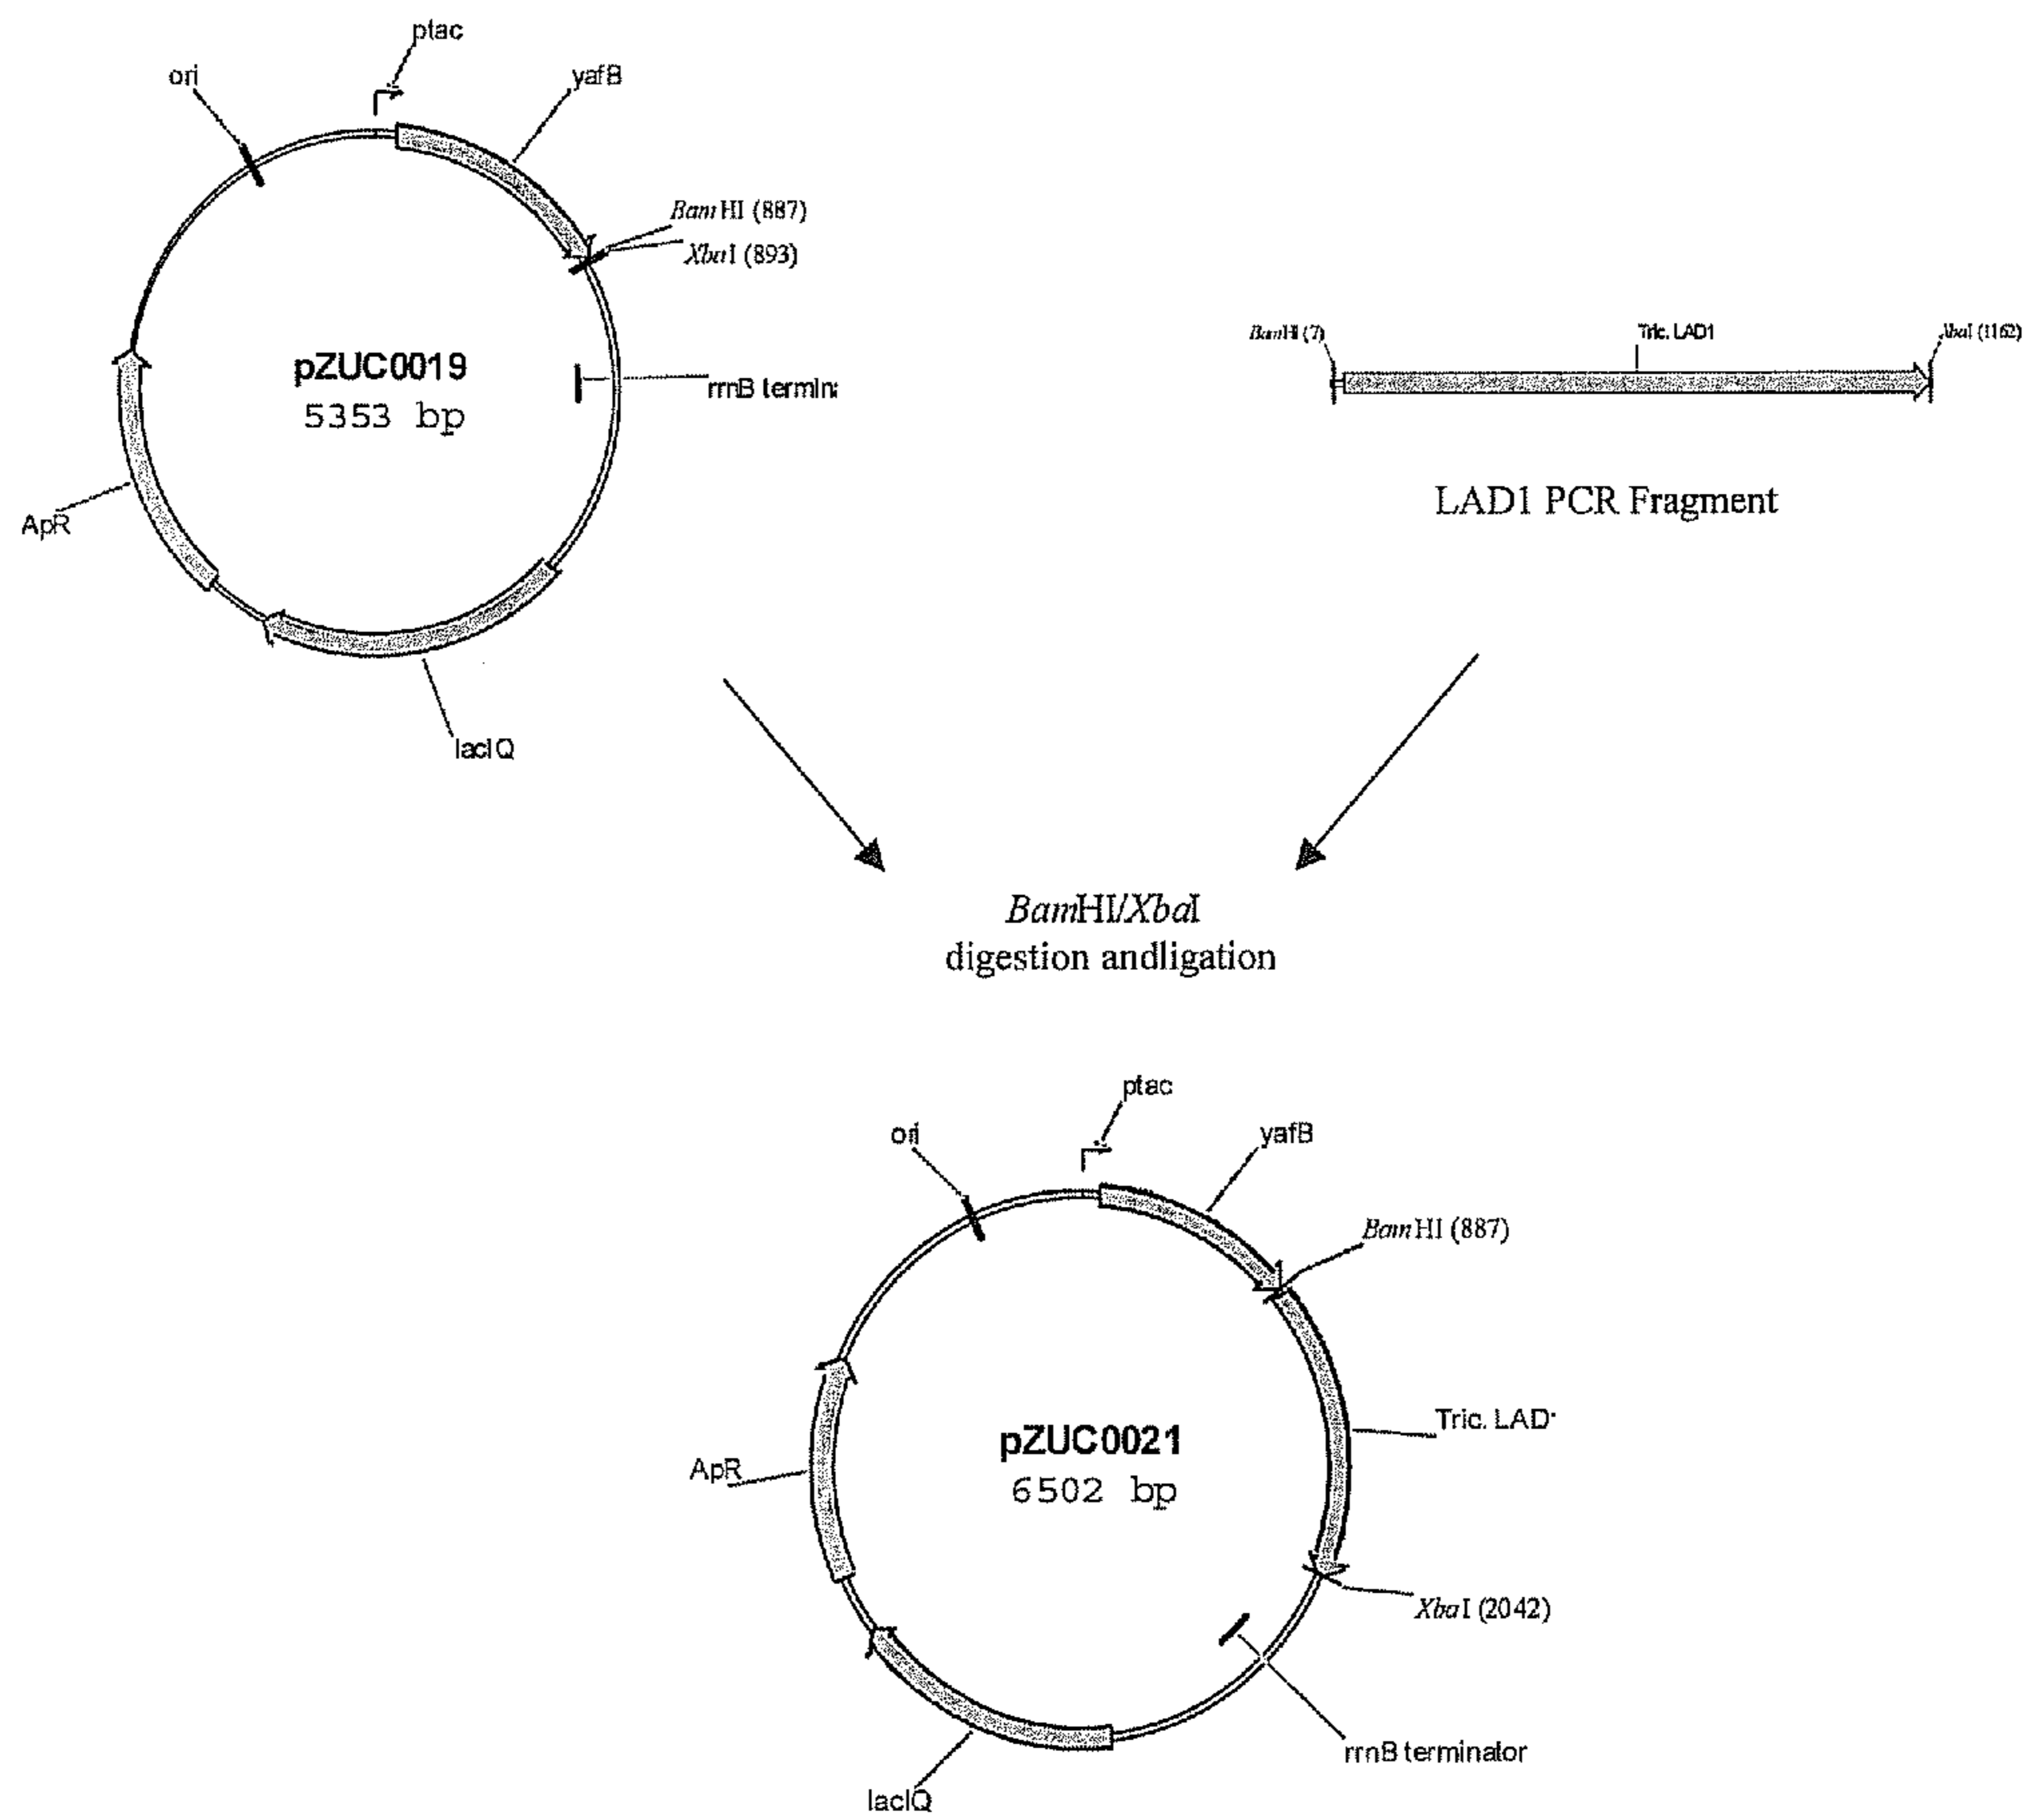 ptac
ori
yafB
BamHI (887)
XbaI (893)
pZUC0019
5353 bp
rrnB termin
ApR
lacIQ
BamHI (7)
Tric. LAD1
XbaI (1162)
LAD1 PCR Fragment
BamHI/XbaI
digestion andligation
ptac
ori
yafB
BamHI (887)
Tric. LAD
pZUC0021
6502 bp
ApR
XbaI (2042)
rrnB terminator
lacIQ